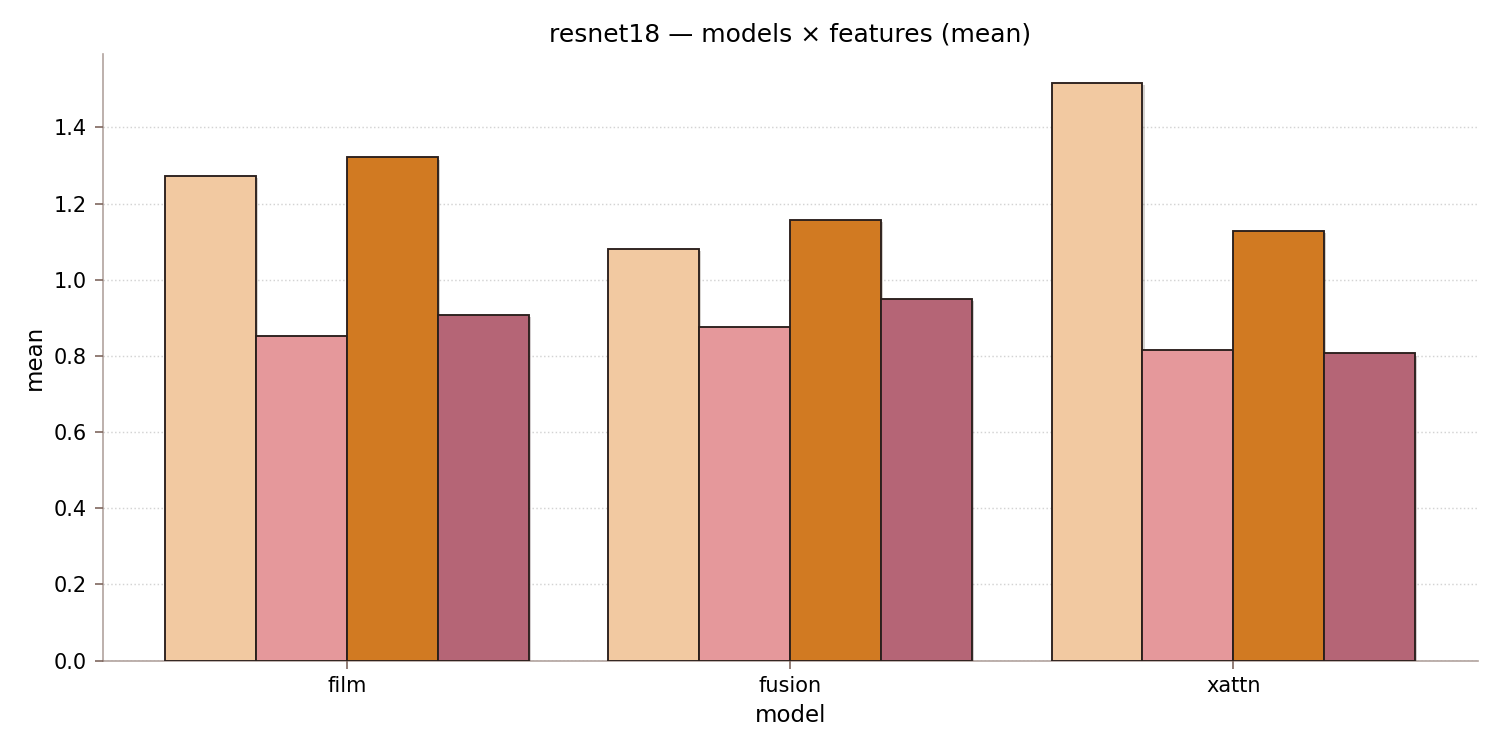 resnet18 — models × features (mean)
mean
1.4
1.2
1.0
0.8
0.6
0.4
0.2
0.0
film fusion xattn
model